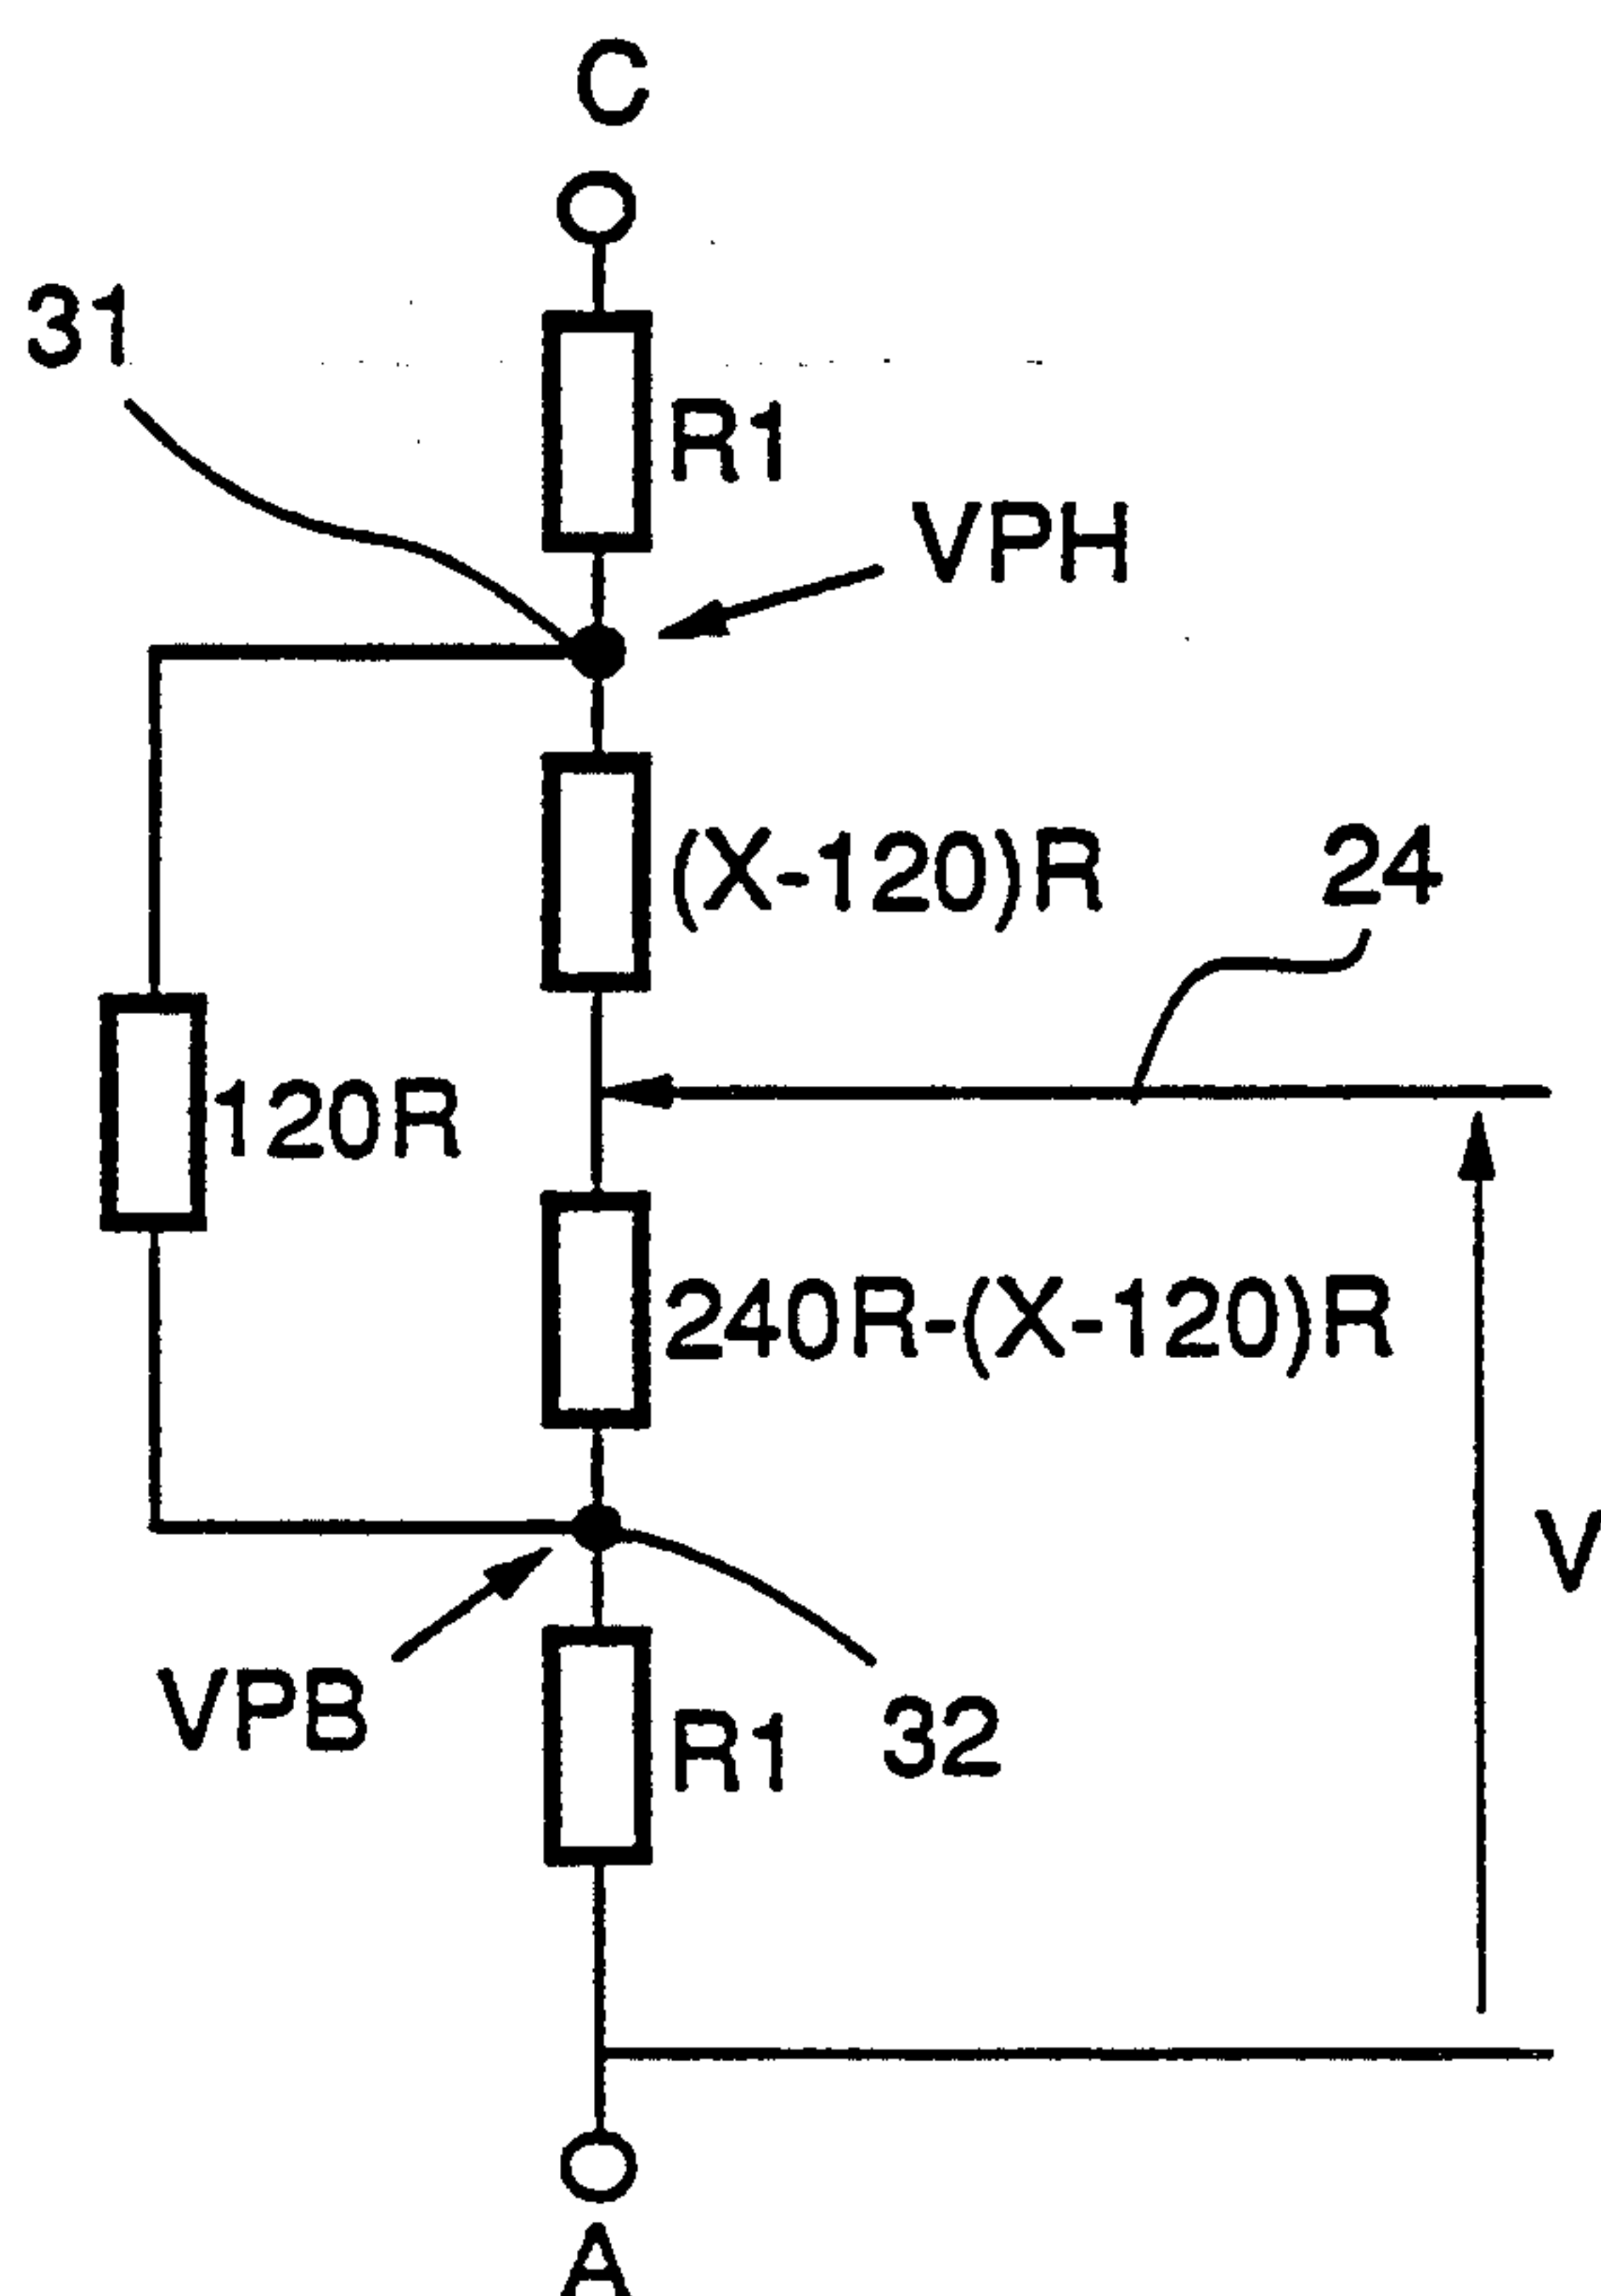 C
31
R1
VPH
(X-120)R
24
120R
240R-(X-120)R
V
VPB
R1
32
A